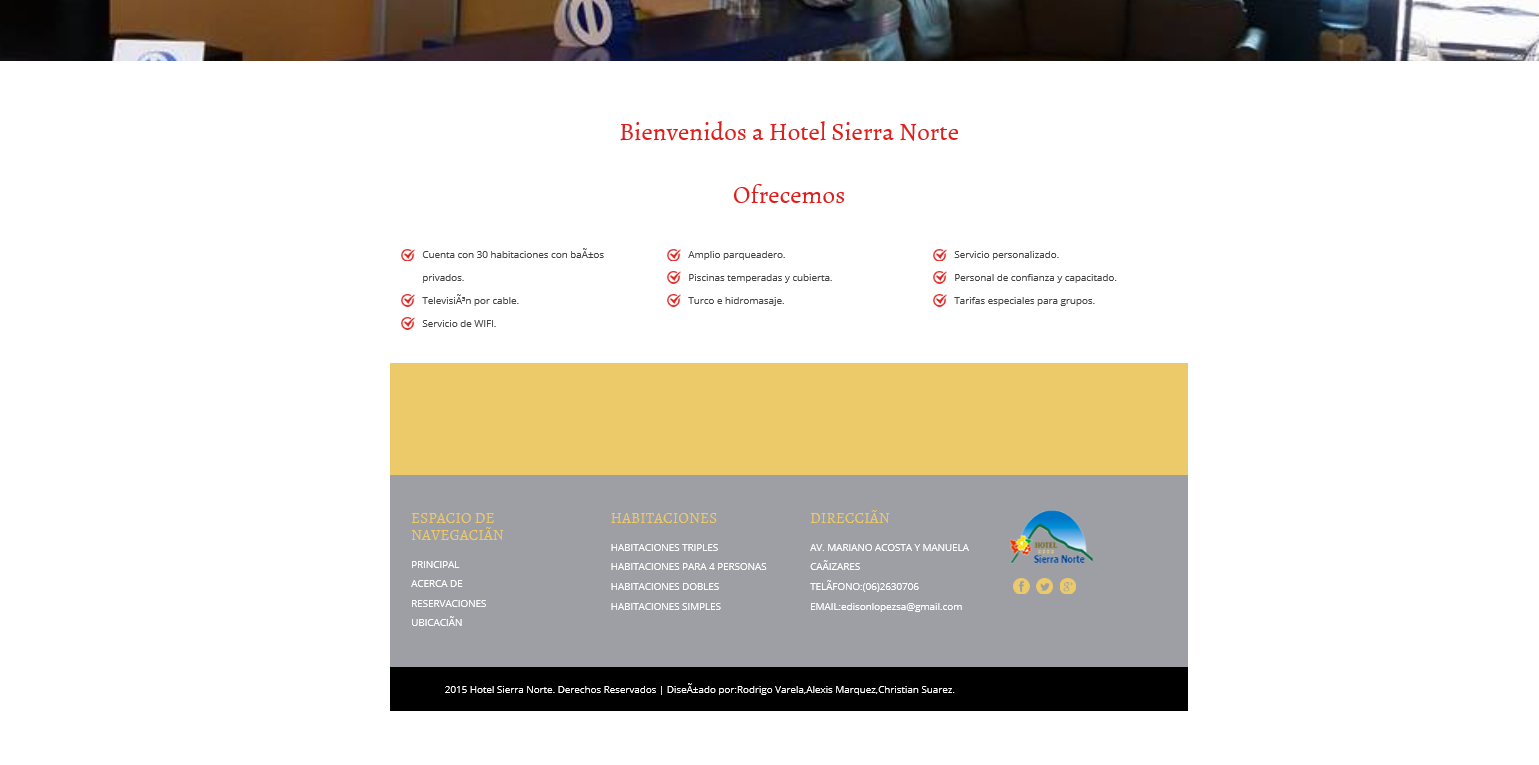 Bienvenidos a Hotel Sierra Norte
Ofrecemos
Cuenta con 30 habitaciones con baÃ±os
privados.
TelevisiÃ³n por cable.
Servicio de WIFI.
Amplio parqueadero.
Piscinas temperadas y cubierta.
Turco e hidromasaje.
Servicio personalizado.
Personal de confianza y capacitado.
Tarifas especiales para grupos.
ESPACIO DE
NAVEGACIÃN
PRINCIPAL
ACERCA DE
RESERVACIONES
UBICACIÃN
HABITACIONES
HABITACIONES TRIPLES
HABITACIONES PARA 4 PERSONAS
HABITACIONES DOBLES
HABITACIONES SIMPLES
DIRECCIÃN
AV. MARIANO ACOSTA Y MANUELA
CAÃIZARES
TELÃFONO:(06)2630706
EMAIL:edisonlopezsa@gmail.com
HOTEL
Sierra Norte
2015 Hotel Sierra Norte. Derechos Reservados | DiseÃ±ado por:Rodrigo Varela,Alexis Marquez,Christian Suarez.